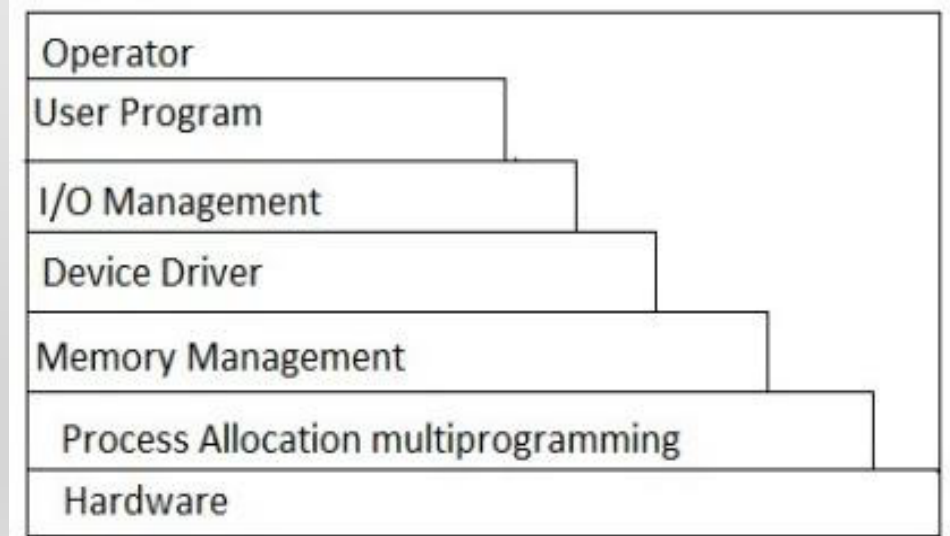 Operator
User Program
I/O Management
Device Driver
Memory Management
Process Allocation multiprogramming
Hardware